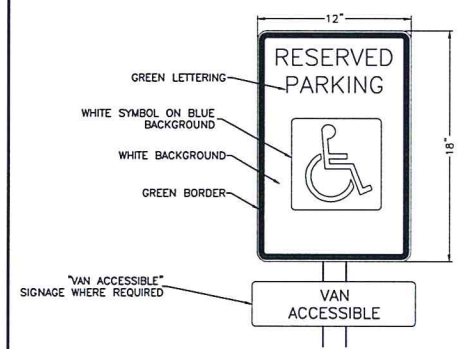 12"
RESERVED
PARKING
GREEN LETTERING
WHITE SYMBOL ON BLUE
BACKGROUND
18"
WHITE BACKGROUND
GREEN BORDER
"VAN ACCESSIBLE"
SIGNAGE WHERE REQUIRED
VAN
ACCESSIBLE